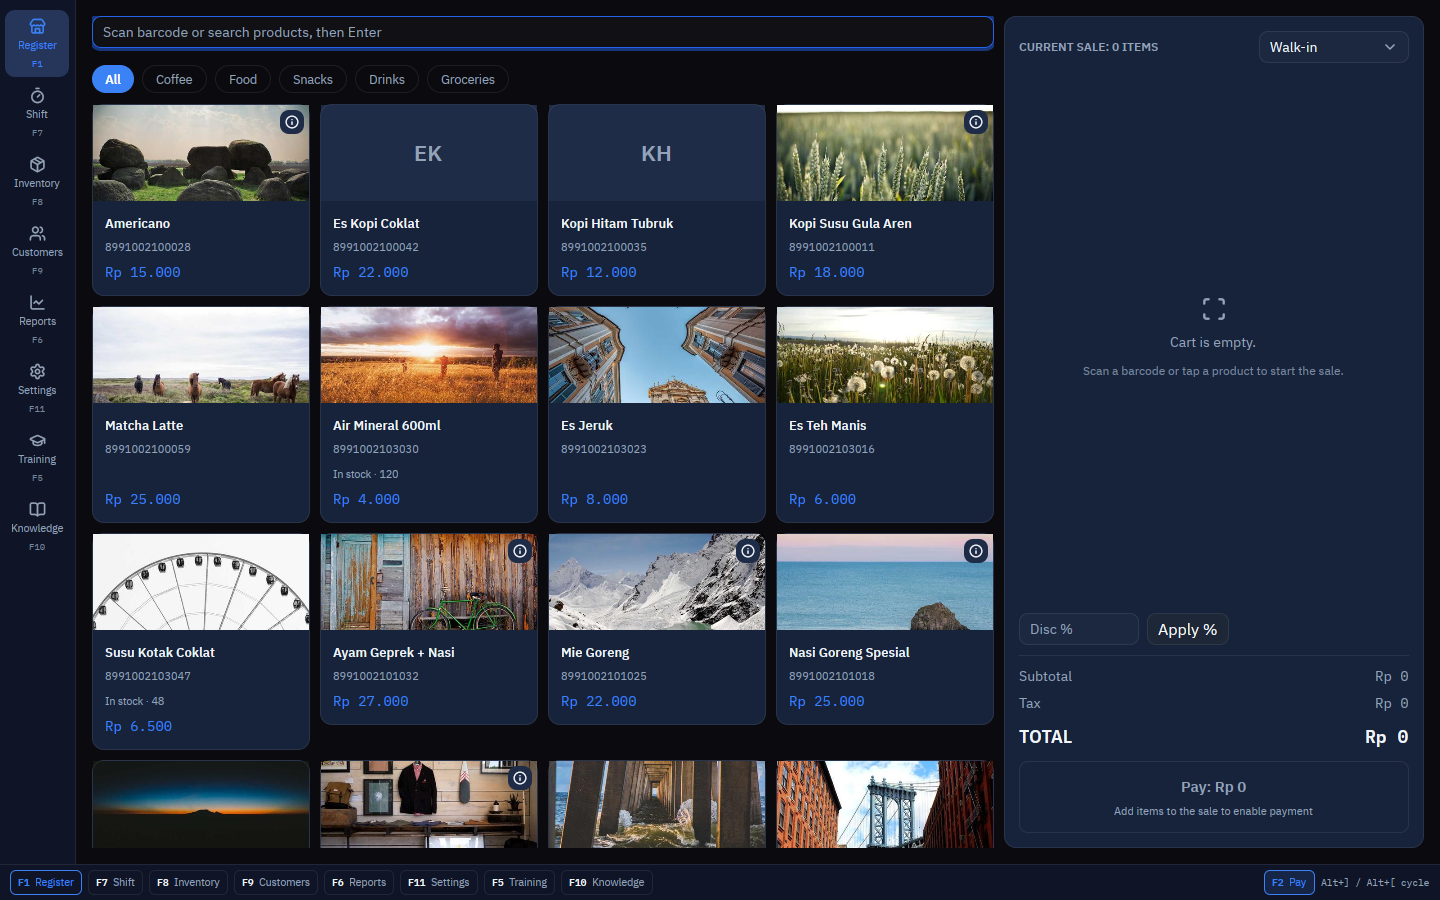 Register
F1
Shift
F7
Inventory
F8
Customers
F9
Reports
F6
Settings
F11
Training
F5
Knowledge
F10
Scan barcode or search products, then Enter
All
Coffee
Food
Snacks
Drinks
Groceries
Americano
8991002100028
Rp 15.000
EK
Es Kopi Coklat
8991002100042
Rp 22.000
KH
Kopi Hitam Tubruk
8991002100035
Rp 12.000
Kopi Susu Gula Aren
8991002100011
Rp 18.000
Matcha Latte
8991002100059
Rp 25.000
Air Mineral 600ml
8991002103030
In stock · 120
Rp 4.000
Es Jeruk
8991002103023
Rp 8.000
Es Teh Manis
8991002103016
Rp 6.000
Susu Kotak Coklat
8991002103047
In stock · 48
Rp 6.500
Ayam Geprek + Nasi
8991002101032
Rp 27.000
Mie Goreng
8991002101025
Rp 22.000
Nasi Goreng Spesial
8991002101018
Rp 25.000
CURRENT SALE: 0 ITEMS
Walk-in
Cart is empty.
Scan a barcode or tap a product to start the sale.
Disc %
Apply %
Subtotal Rp 0
Tax Rp 0
TOTAL Rp 0
Pay: Rp 0
Add items to the sale to enable payment
F1 Register F7 Shift F8 Inventory F9 Customers F6 Reports F11 Settings F5 Training F10 Knowledge F2 Pay Alt+] / Alt+[ cycle